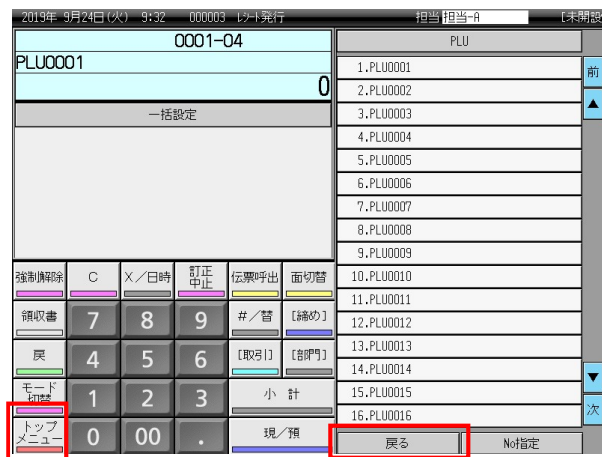 2019年 9月24日(火) 9:32 000003 レシート発行 担当 担当-A [未開設
0001-04
PLU0001
0
一括設定
PLU
1.PLU0001
2.PLU0002
3.PLU0003
4.PLU0004
5.PLU0005
6.PLU0006
7.PLU0007
8.PLU0008
9.PLU0009
10.PLU0010
11.PLU0011
12.PLU0012
13.PLU0013
14.PLU0014
15.PLU0015
16.PLU0016
前
▲
▼
次
戻る No指定
強制解除 C X/日時 訂正 伝票呼出 面切替
中止
領収書 7 8 9 #/替 [締め]
戻 4 5 6 [取引] [部門]
モード
切替 1 2 3 小 計
トップ
メニュー 0 00 . 現/預